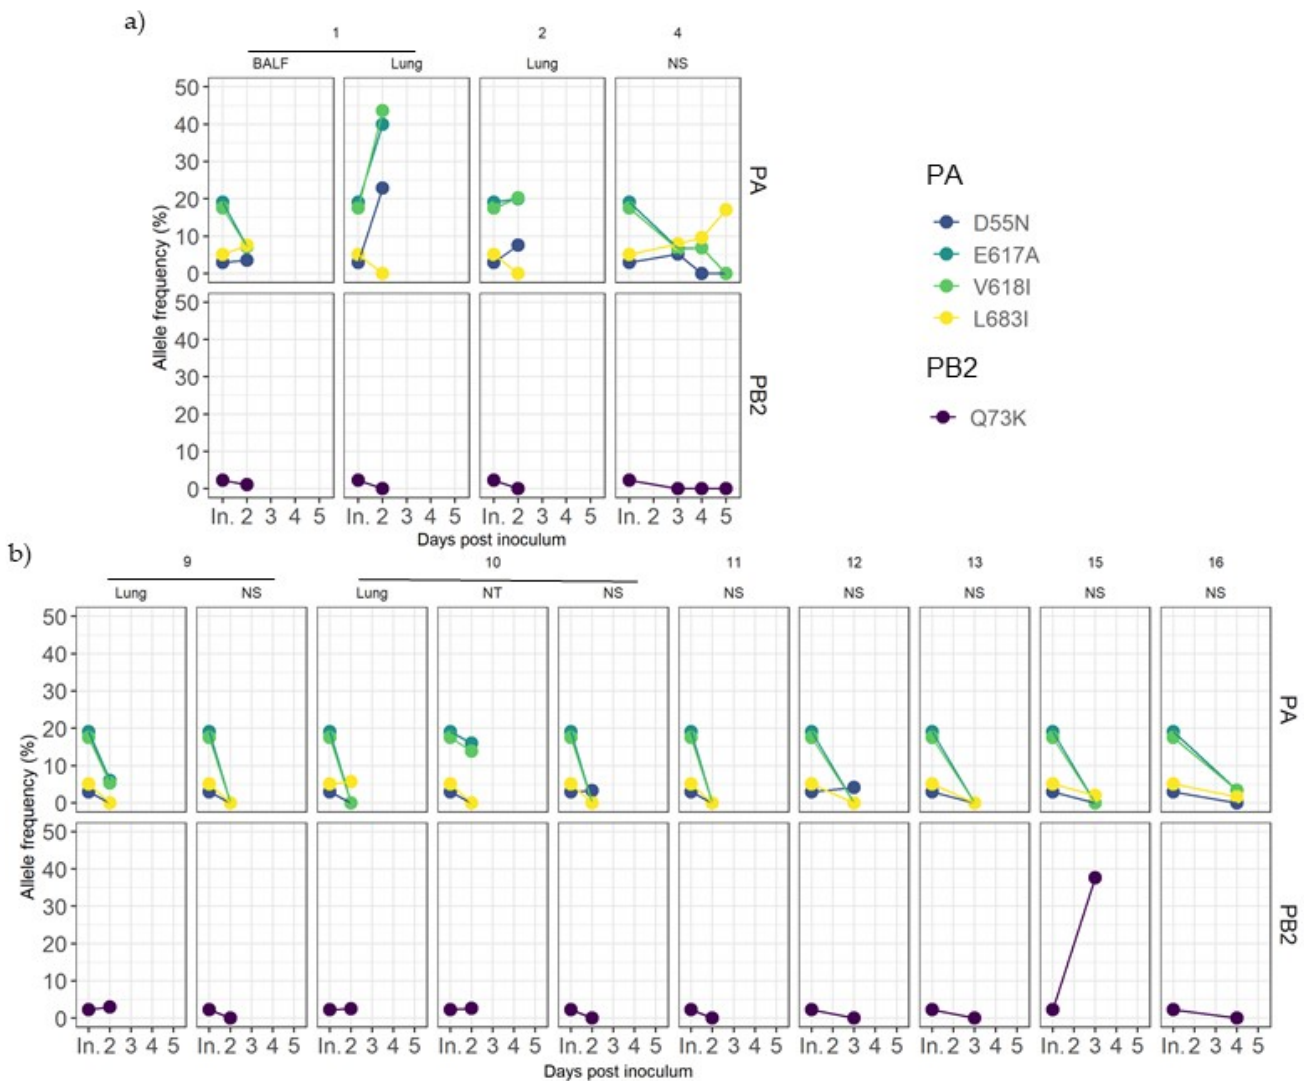 a)
1 2 4
BALF Lung Lung NS
50
40
30
20
10
0
PA
Allele frequency (%)
50
40
30
20
10
0
PB2
In. 2 3 4 5 In. 2 3 4 5 In. 2 3 4 5 In. 2 3 4 5
Days post inoculum
PA
D55N
E617A
V618I
L683I
PB2
Q73K
b)
9 10 11 12 13 15 16
Lung NS Lung NT NS NS NS NS NS NS
50
40
30
20
10
0
PA
Allele frequency (%)
50
40
30
20
10
0
PB2
In. 2 3 4 5 In. 2 3 4 5 In. 2 3 4 5 In. 2 3 4 5 In. 2 3 4 5 In. 2 3 4 5 In. 2 3 4 5 In. 2 3 4 5 In. 2 3 4 5 In. 2 3 4 5
Days post inoculum